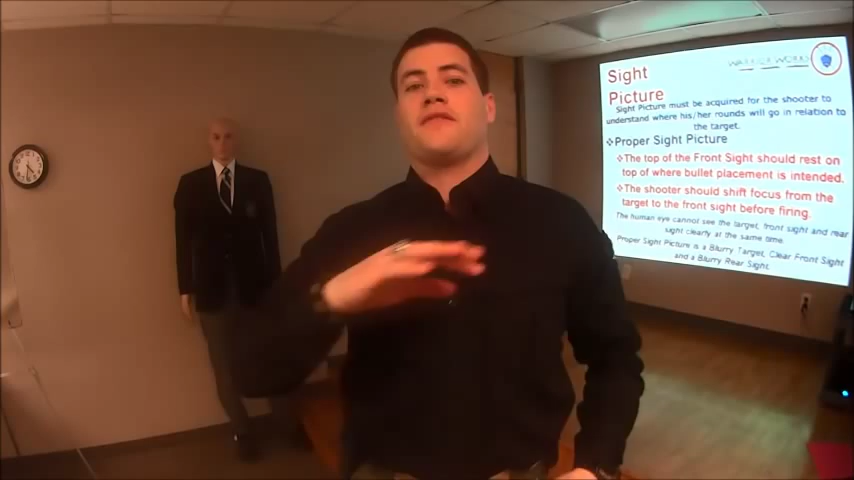 WARRIOR WORKS
Sight
Picture
Sight Picture must be acquired for the shooter to
understand where his/her rounds will go in relation to
the target.
❖Proper Sight Picture
❖The top of the Front Sight should rest on
top of where bullet placement is intended.
❖The shooter should shift focus from the
target to the front sight before firing.
The human eye cannot see the target, front sight and rear
sight clearly at the same time.
Proper Sight Picture is a Blurry Target, Clear Front Sight
and a Blurry Rear Sight.